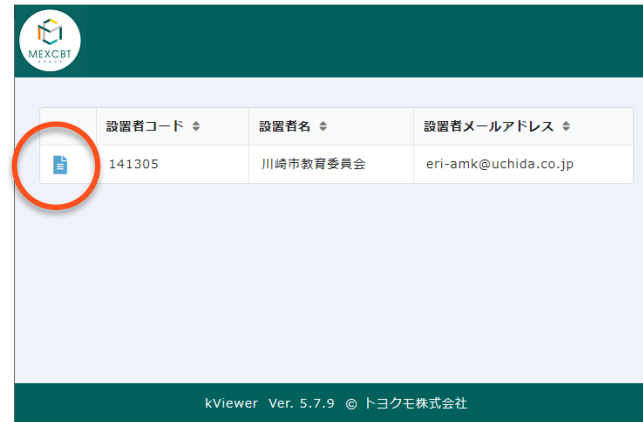 MEXCBT
設置者コード 設置者名 設置者メールアドレス
141305 川崎市教育委員会 eri-amk@uchida.co.jp
kViewer Ver. 5.7.9 © トヨクモ株式会社